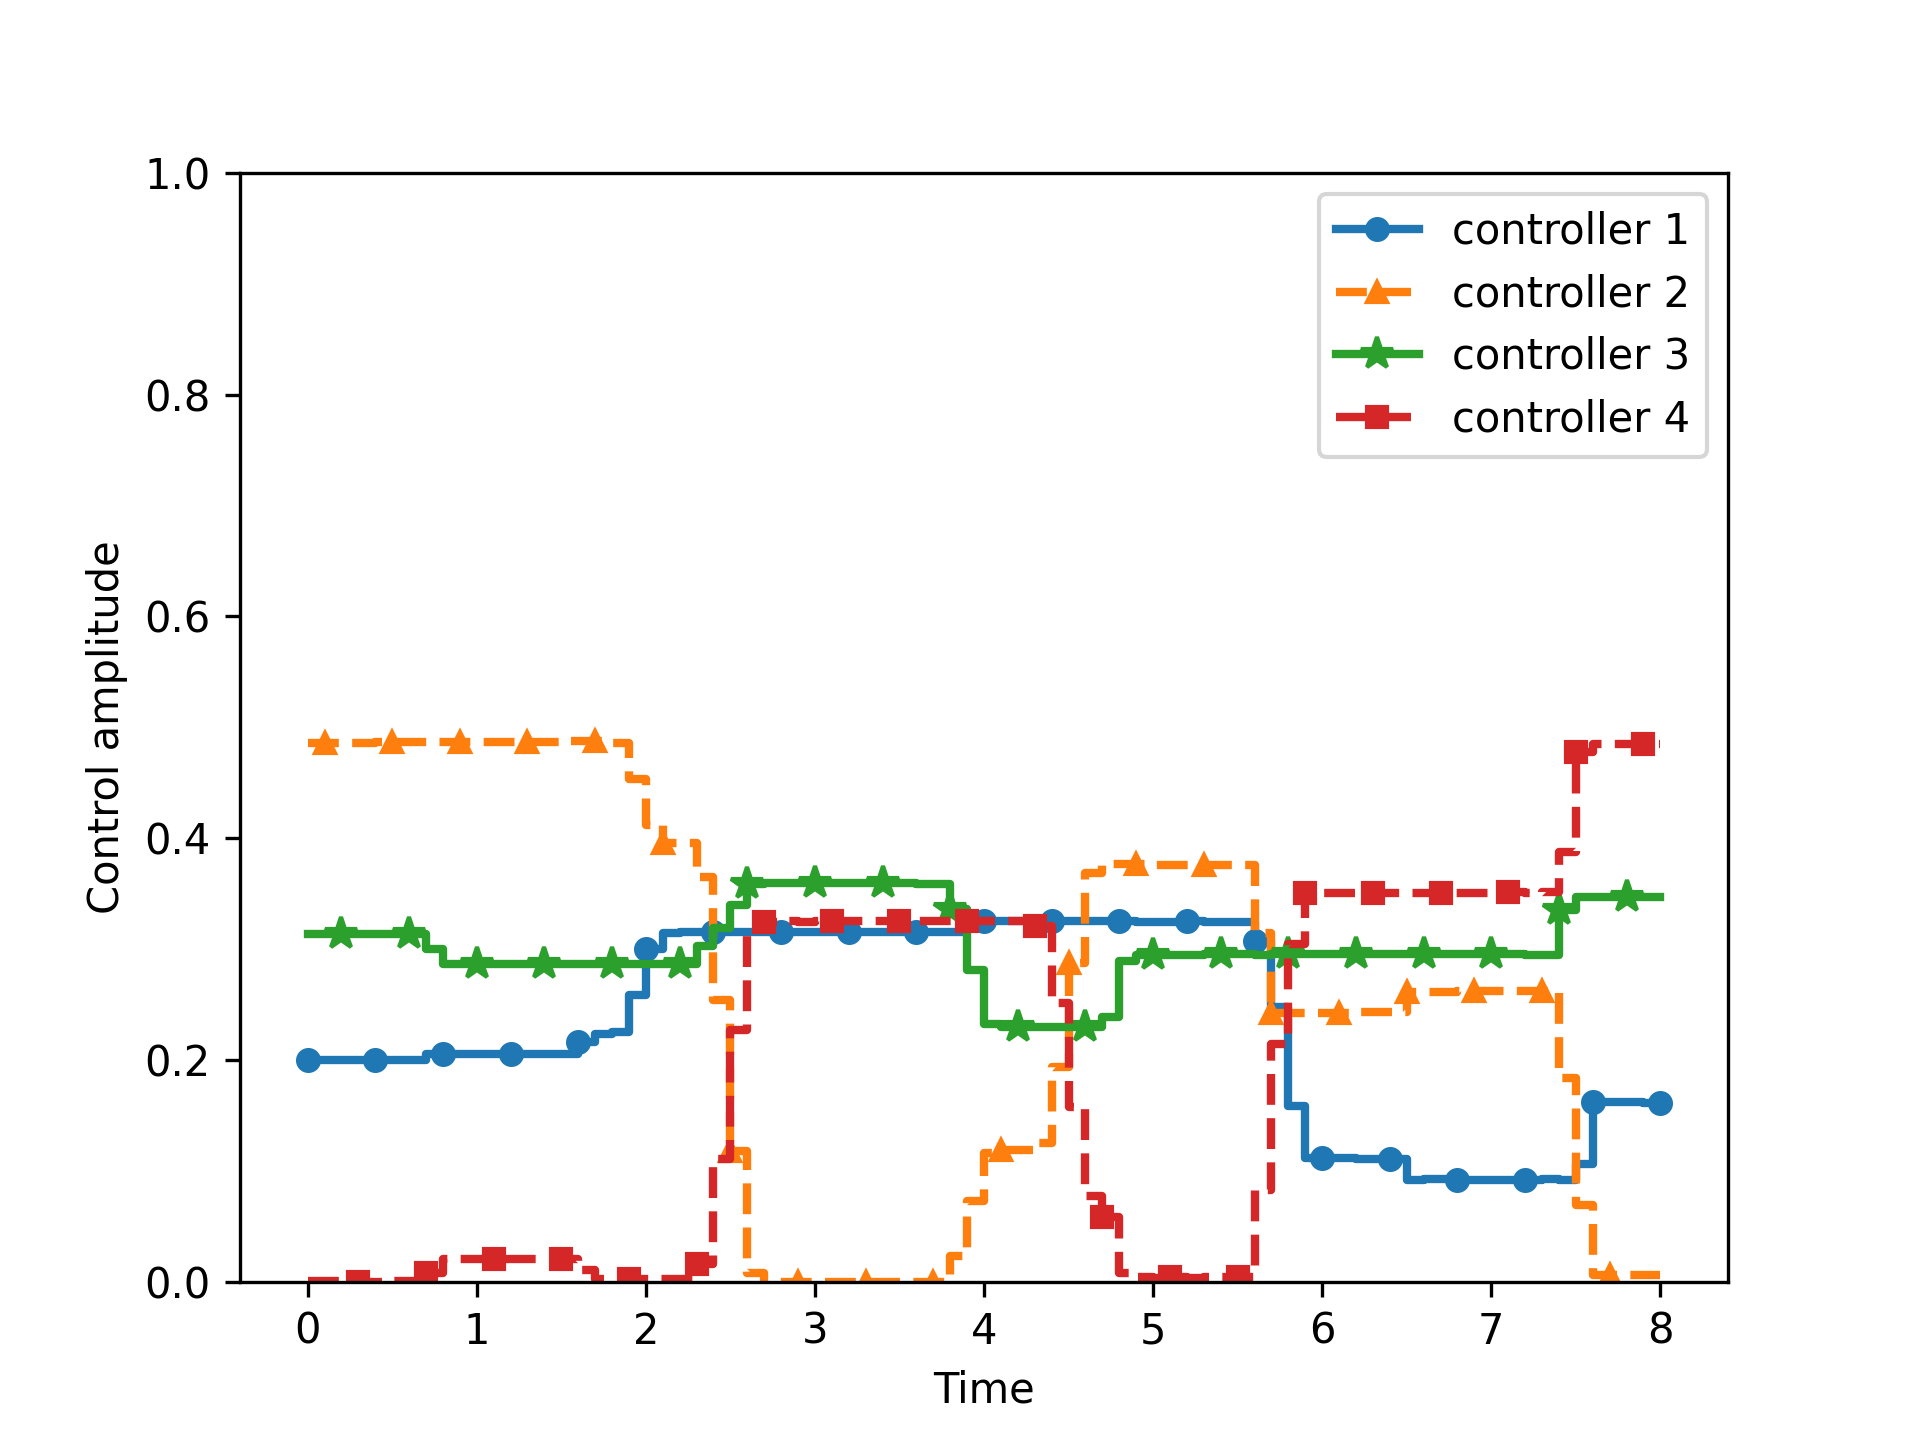 controller 1
controller 2
controller 3
controller 4
1.0
0.8
0.6
0.4
0.2
0.0
Control amplitude
0 1 2 3 4 5 6 7 8
Time